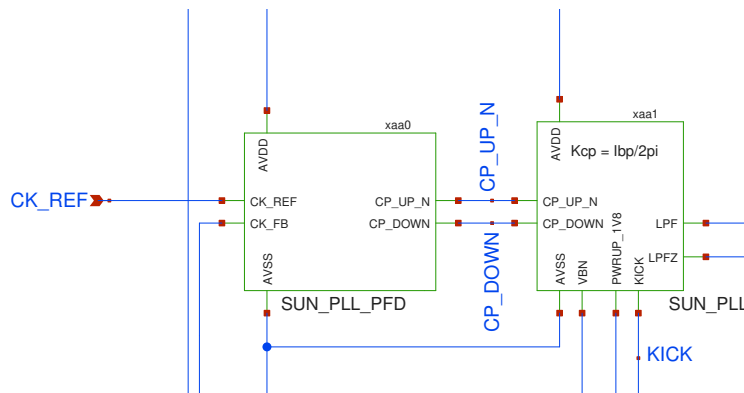 xaa0
xaa1
AVDD
CP_UP_N
AVDD
Kcp = Ibp/2pi
CK_REF
CK_REF
CP_UP_N
CP_UP_N
CK_FB
CP_DOWN
CP_DOWN
LPF
LPFZ
AVSS
CP_DOWN
AVSS
VBN
PWRUP_1V8
KICK
SUN_PLL_PFD
SUN_PLL
KICK